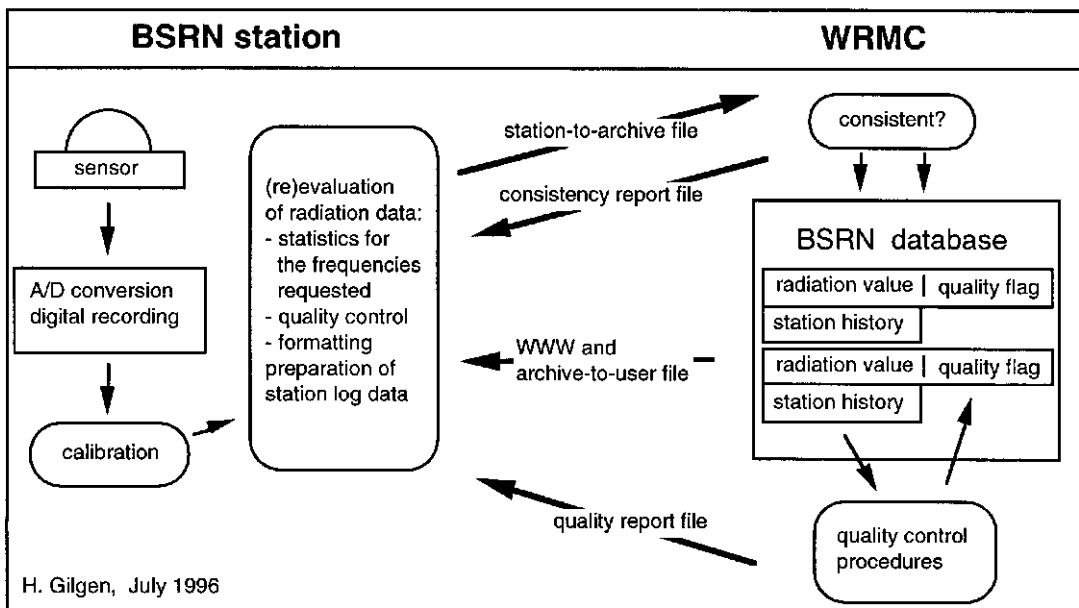 BSRN station
WRMC
sensor
A/D conversion
digital recording
calibration
(re)evaluation
of radiation data:
- statistics for
the frequencies
requested
- quality control
- formatting
preparation of
station log data
station-to-archive file
consistency report file
WWW and
archive-to-user file
quality report file
consistent?
BSRN database
radiation value | quality flag
station history
radiation value | quality flag
station history
quality control
procedures
H. Gilgen, July 1996